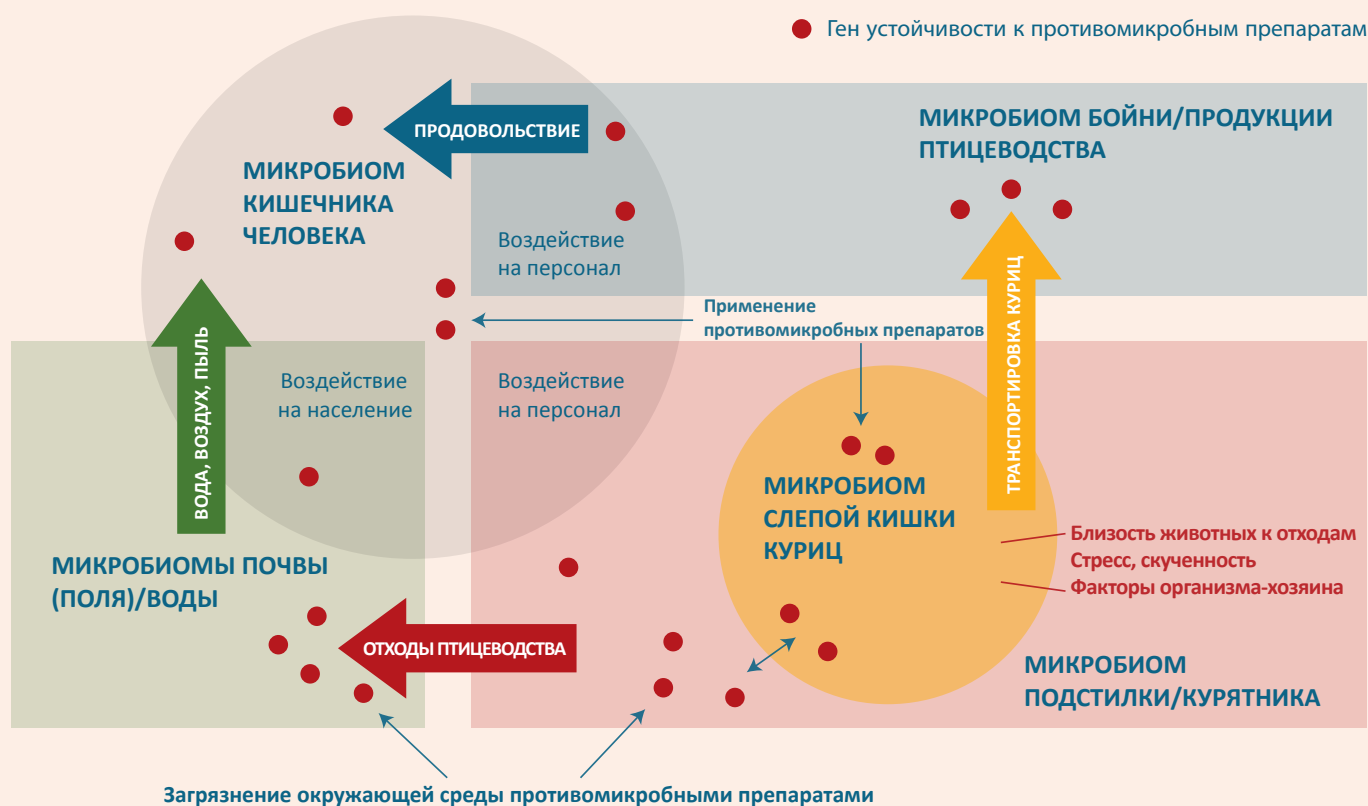 Ген устойчивости к противомикробным препаратам
ПРОДОВОЛЬСТВИЕ
МИКРОБИОМ БОЙНИ/ПРОДУКЦИИ
ПТИЦЕВОДСТВА
МИКРОБИОМ
КИШЕЧНИКА
ЧЕЛОВЕКА
Воздействие
на персонал
Применение
противомикробных препаратов
ТРАНСПОРТИРОВКА КУРИЦ
ВОДА, ВОЗДУХ, ПЫЛЬ
Воздействие
на население
Воздействие
на персонал
МИКРОБИОМ
СЛЕПОЙ КИШКИ
КУРИЦ
Близость животных к отходам
Стресс, скученность
Факторы организма-хозяина
МИКРОБИОМЫ ПОЧВЫ
(ПОЛЯ)/ВОДЫ
ОТХОДЫ ПТИЦЕВОДСТВА
МИКРОБИОМ
ПОДСТИЛКИ/КУРЯТНИКА
Загрязнение окружающей среды противомикробными препаратами